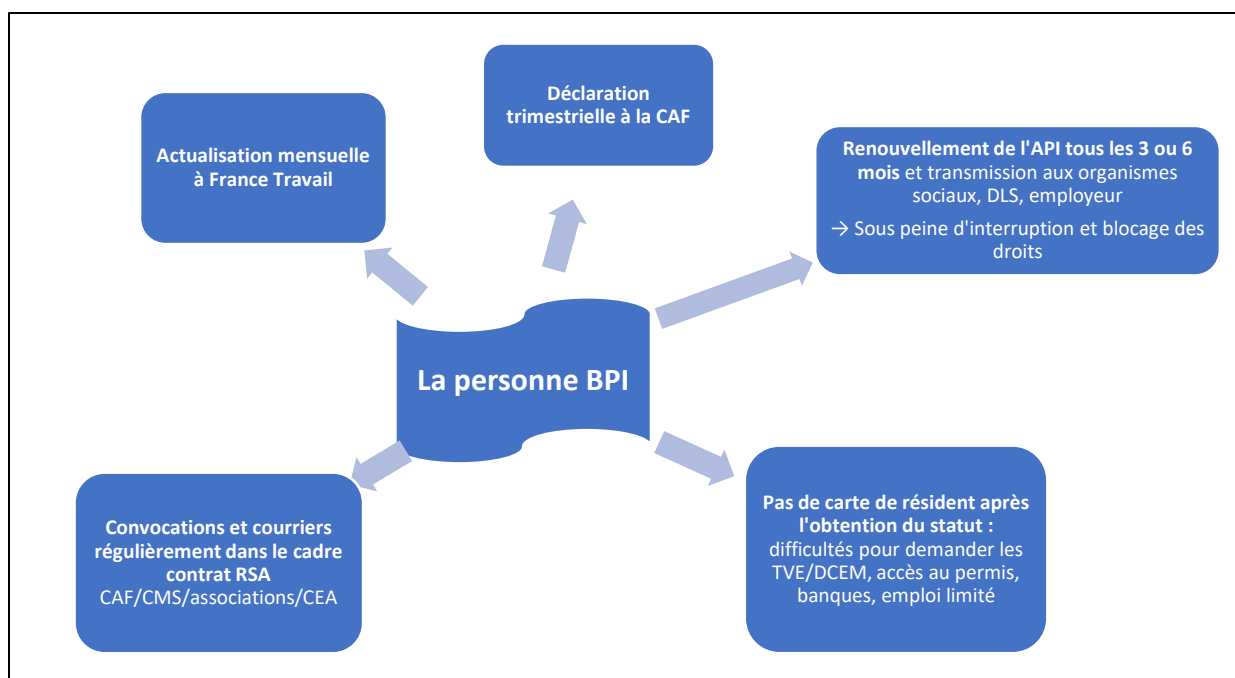 Déclaration
trimestrielle à la CAF
Actualisation mensuelle
à France Travail
Renouvellement de l'API tous les 3 ou 6
mois et transmission aux organismes
sociaux, DLS, employeur
→ Sous peine d'interruption et blocage des
droits
La personne BPI
Convocations et courriers
régulièrement dans le cadre
contrat RSA
CAF/CMS/associations/CEA
Pas de carte de résident après
l'obtention du statut :
difficultés pour demander les
TVE/DCEM, accès au permis,
banques, emploi limité